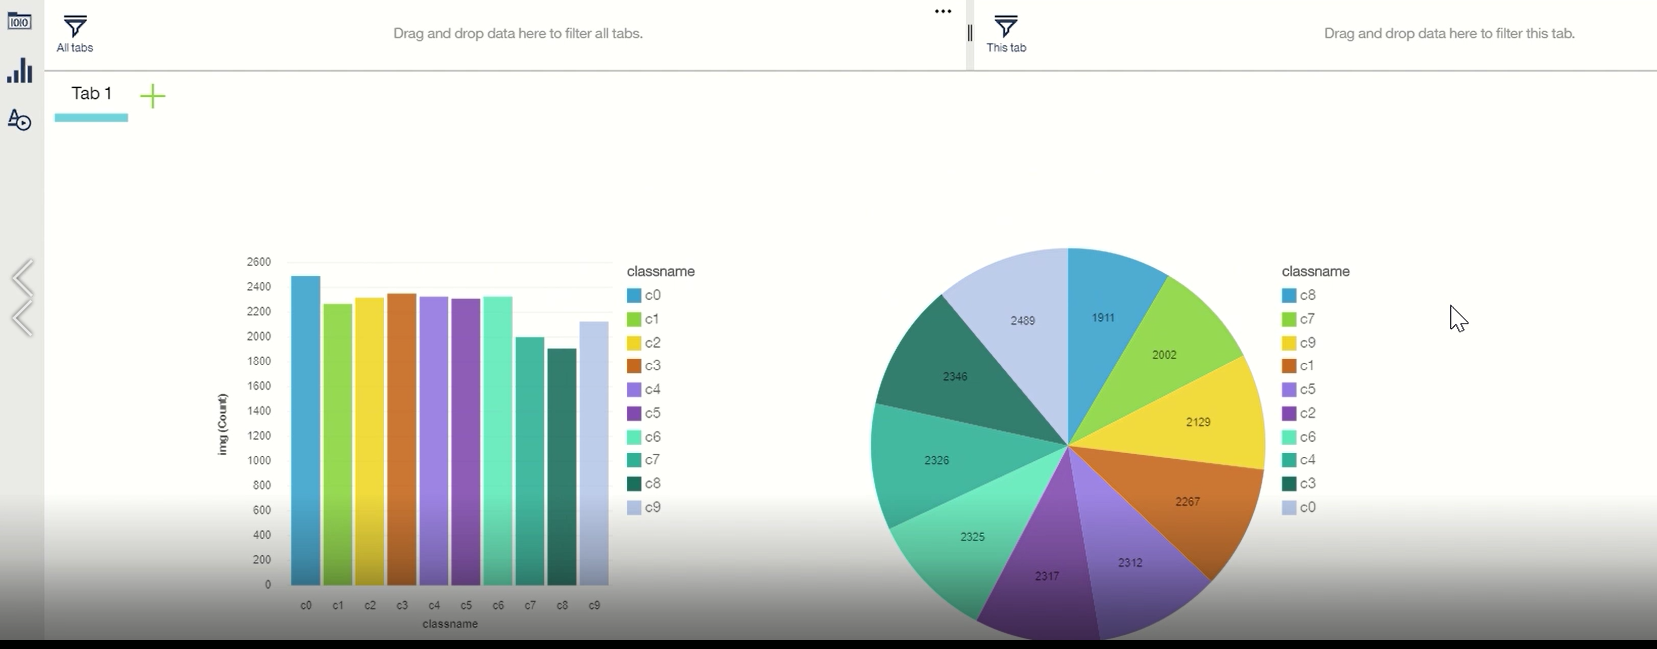 IOIO
All tabs
Drag and drop data here to filter all tabs.
This tab
Drag and drop data here to filter this tab.
Tab 1
2600
2400
2200
2000
1800
1600
1400
1200
1000
800
600
400
200
0
img (Count)
c0 c1 c2 c3 c4 c5 c6 c7 c8 c9
classname
classname
c0
c1
c2
c3
c4
c5
c6
c7
c8
c9
1911
2002
2129
2267
2312
2317
2325
2326
2346
2489
classname
c8
c7
c9
c1
c5
c2
c6
c4
c3
c0